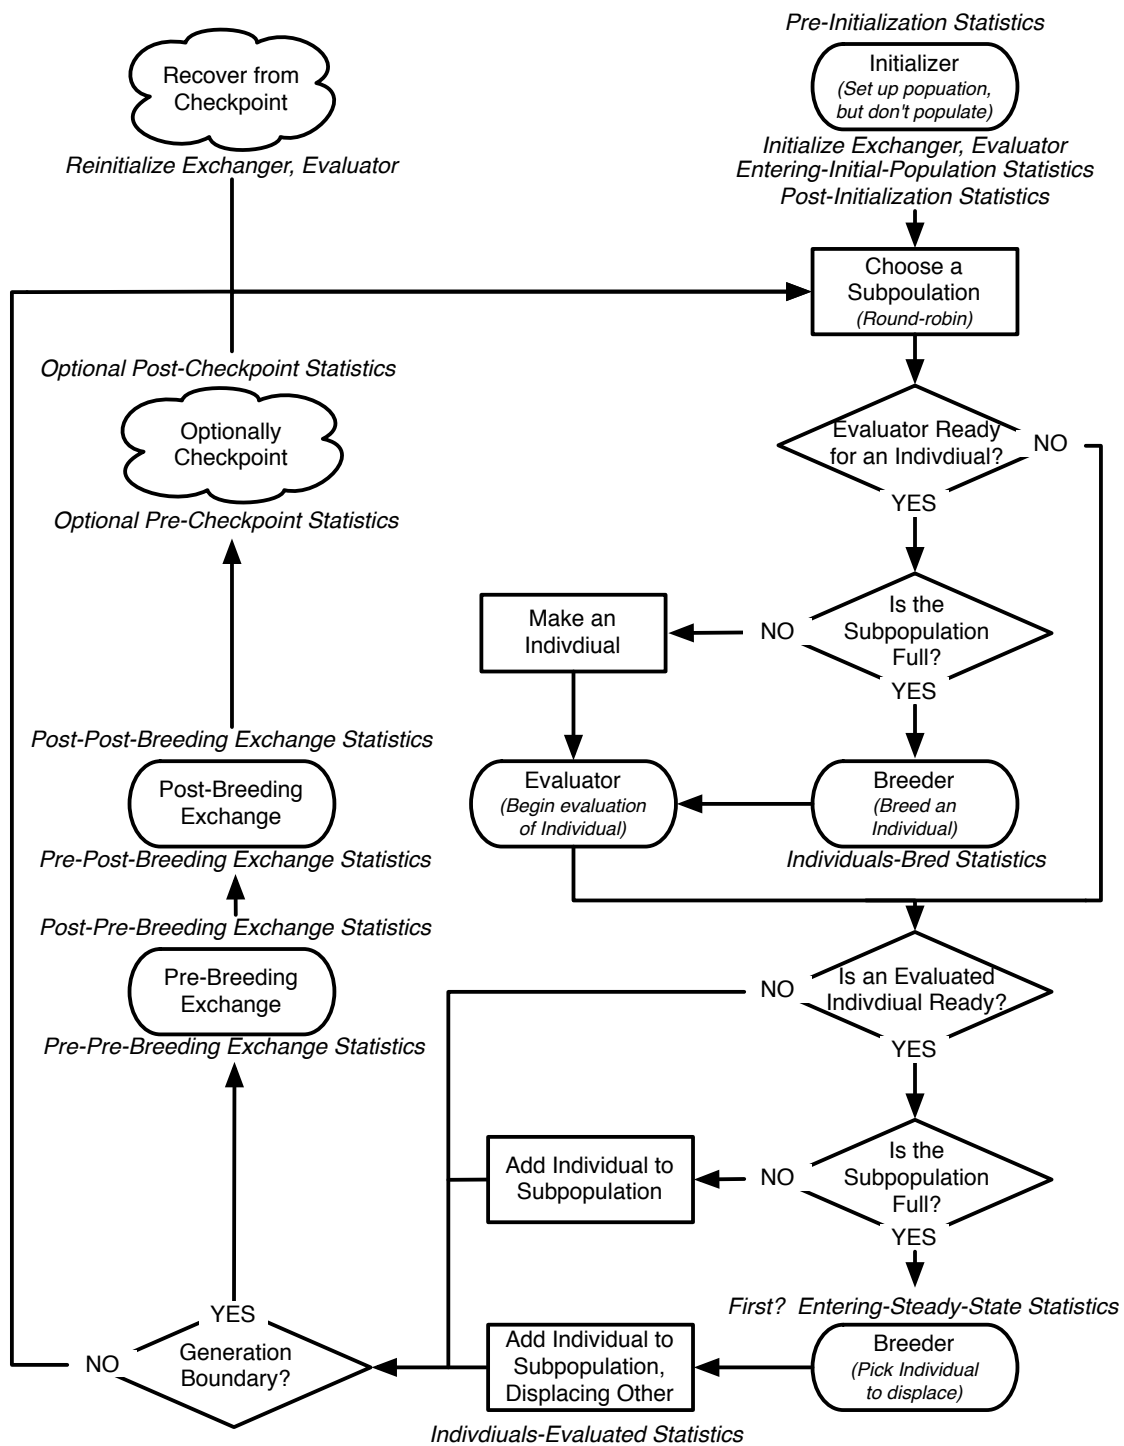 Pre-Initialization Statistics
Initializer
(Set up popuation,
but don't populate)
Initialize Exchanger, Evaluator
Entering-Initial-Population Statistics
Post-Initialization Statistics
Recover from
Checkpoint
Reinitialize Exchanger, Evaluator
Choose a
Subpoulation
(Round-robin)
Optional Post-Checkpoint Statistics
Optionally
Checkpoint
Optional Pre-Checkpoint Statistics
Evaluator Ready
for an Indivdiual?
NO
YES
Is the
Subpopulation
Full?
NO
YES
Make an
Indivdiual
Evaluator
(Begin evaluation
of Individual)
Breeder
(Breed an
Individual)
Individuals-Bred Statistics
Post-Post-Breeding Exchange Statistics
Post-Breeding
Exchange
Pre-Post-Breeding Exchange Statistics
Post-Pre-Breeding Exchange Statistics
Pre-Breeding
Exchange
Pre-Pre-Breeding Exchange Statistics
Is an Evaluated
Indivdiual Ready?
NO
YES
Is the
Subpopulation
Full?
NO
YES
Add Individual to
Subpopulation
First? Entering-Steady-State Statistics
Breeder
(Pick Individual
to displace)
Add Individual to
Subpopulation,
Displacing Other
Indivdiuals-Evaluated Statistics
YES
Generation
Boundary?
NO